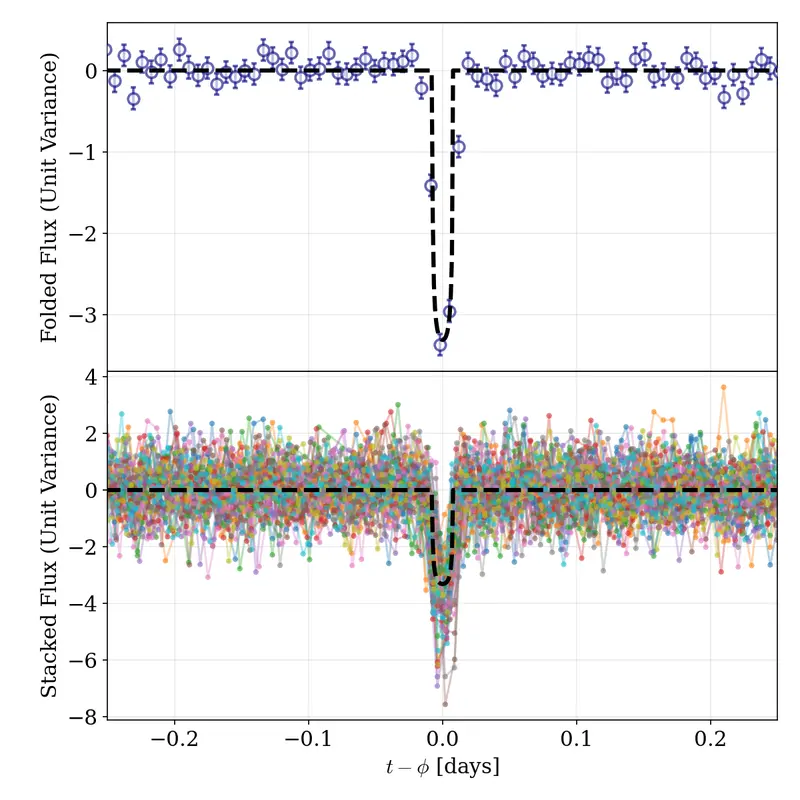 Folded Flux (Unit Variance)
0
−1
−2
−3
Stacked Flux (Unit Variance)
4
2
0
−2
−4
−6
−8
−0.2 −0.1 0.0 0.1 0.2
t − ϕ [days]